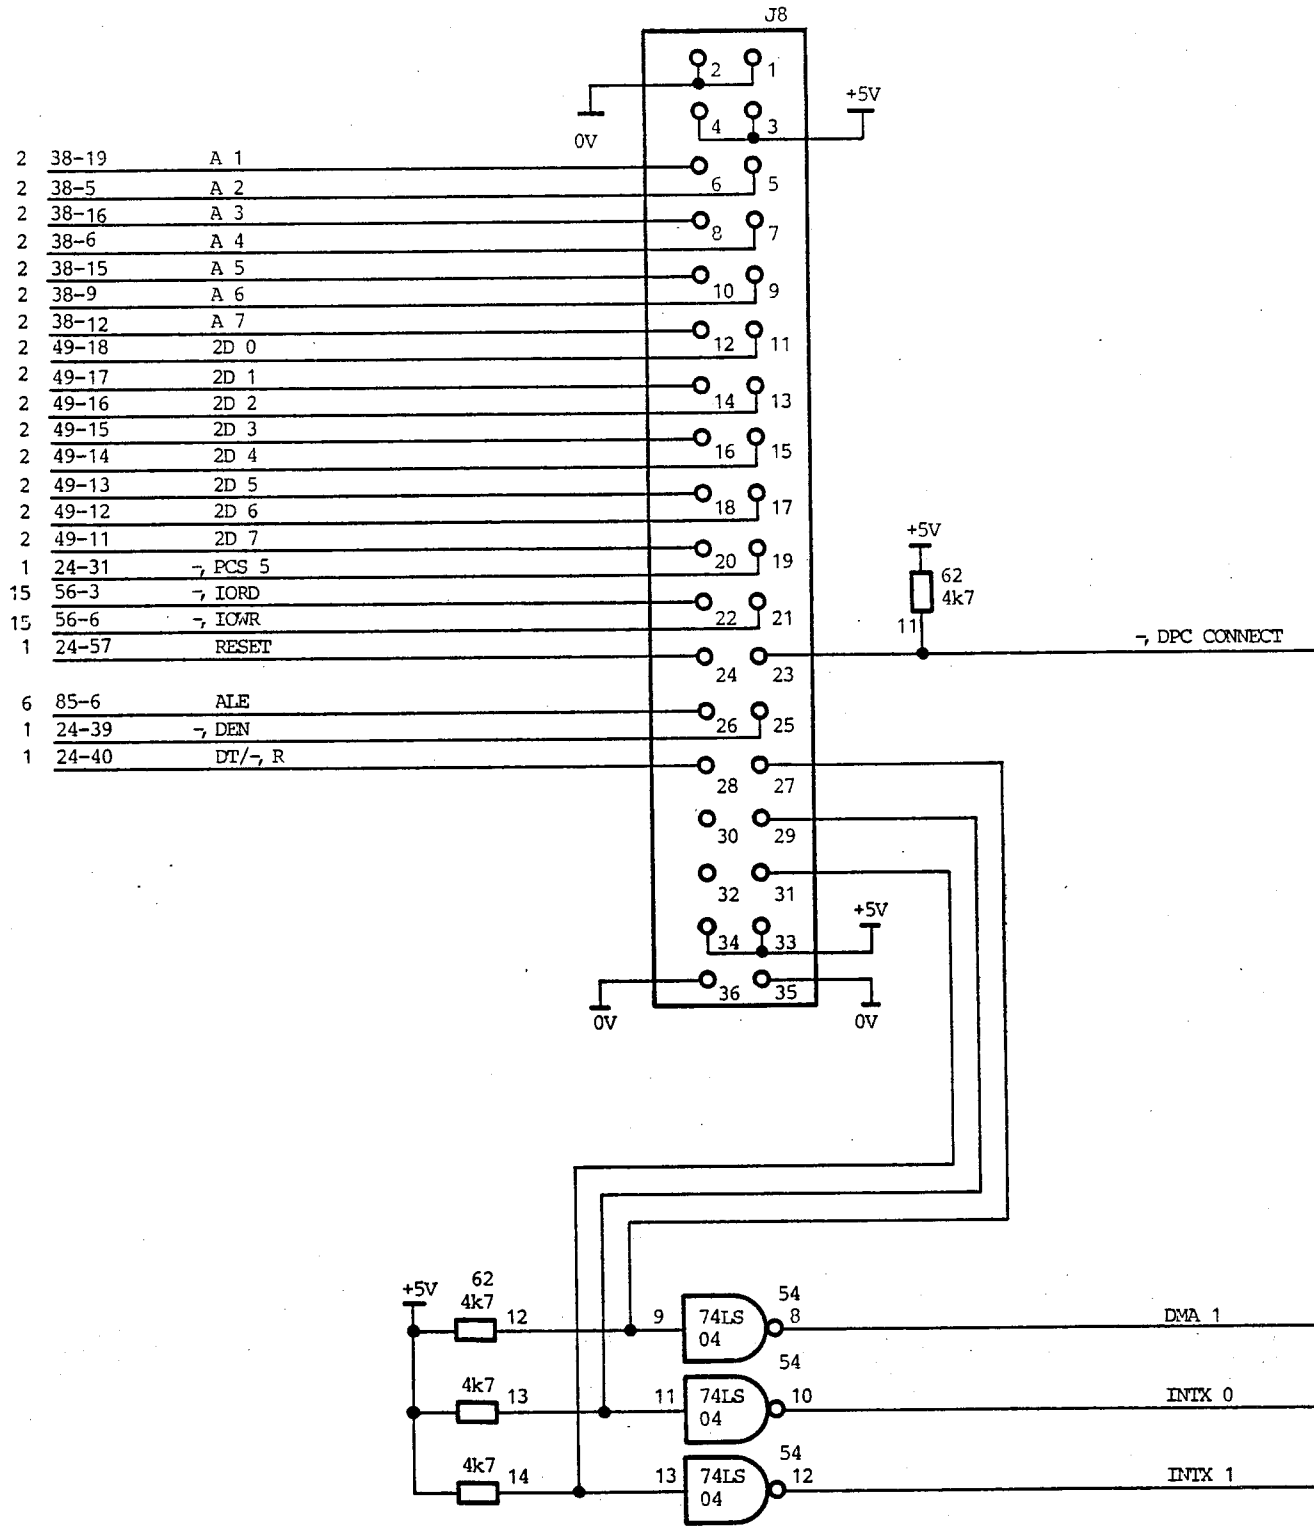 J8
2 1
+5V
4 3
0V
2 38-19 A 1
6 5
2 38-5 A 2
2 38-16 A 3
8 7
2 38-6 A 4
2 38-15 A 5
10 9
2 38-9 A 6
2 38-12 A 7
12 11
2 49-18 2D 0
2 49-17 2D 1
14 13
2 49-16 2D 2
2 49-15 2D 3
16 15
2 49-14 2D 4
2 49-13 2D 5
18 17
2 49-12 2D 6
+5V
2 49-11 2D 7
20 19
1 24-31 ¬, PCS 5
62
4k7
15 56-3 ¬, IORD
22 21
15 56-6 ¬, IOWR
11
¬, DPC CONNECT
1 24-57 RESET
24 23
6 85-6 ALE
26 25
1 24-39 ¬, DEN
1 24-40 DT/¬, R
28 27
30 29
32 31
+5V
34 33
36 35
0V 0V
+5V
62
4k7 12 9 74LS
04
54
8 DMA 1
4k7 13 11 74LS
04
54
10 INTX 0
4k7 14 13 74LS
04
54
12 INTX 1